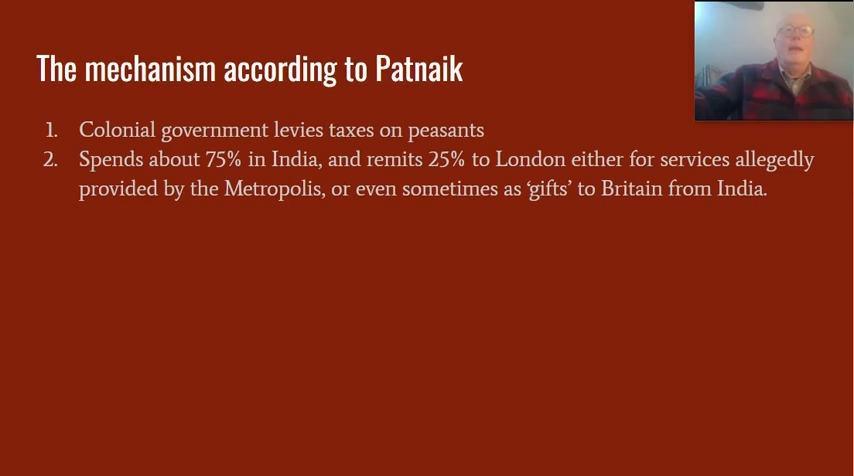 The mechanism according to Patnaik
1. Colonial government levies taxes on peasants
2. Spends about 75% in India, and remits 25% to London either for services allegedly
provided by the Metropolis, or even sometimes as ‘gifts’ to Britain from India.